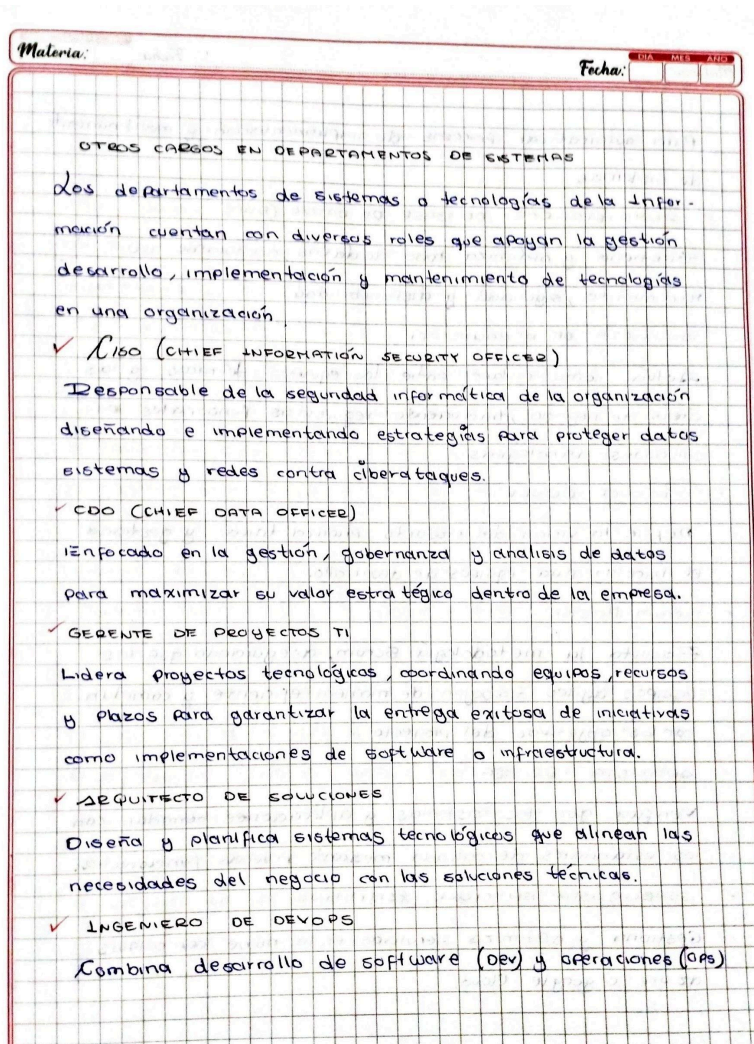 Materia:
Fecha: DIA MES AÑO
OTROS CARGOS EN DEPARTAMENTOS DE SISTEMAS
Los departamentos de sistemas o tecnologías de la Infor-
mación cuentan con diversos roles que apoyan la gestión
desarrollo, implementación y mantenimiento de tecnologías
en una organización.
✓ CISO (CHIEF INFORMATION SECURITY OFFICER)
Responsable de la seguridad informática de la organización
diseñando e implementando estrategias para proteger datos
sistemas y redes contra ciberataques.
✓ CDO (CHIEF DATA OFFICER)
Enfocado en la gestión, gobernanza y analisis de datos
para maximizar su valor estratégico dentro de la empresa.
✓ GERENTE DE PROYECTOS TI
Lidera proyectos tecnológicos, coordinando equipos, recursos
y plazos para garantizar la entrega exitosa de iniciativas
como implementaciones de software o infraestructura.
✓ ARQUITECTO DE SOLUCIONES
Diseña y planifica sistemas tecnológicos que alinean las
necesidades del negocio con las soluciones técnicas.
✓ INGENIERO DE DEVOPS
Combina desarrollo de software (Dev) y operaciones (OPS)